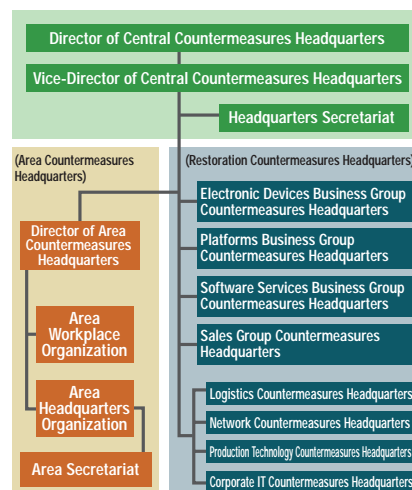 Director of Central Countermeasures Headquarters
Vice-Director of Central Countermeasures Headquarters
Headquarters Secretariat
(Area Countermeasures
Headquarters)
Director of Area
Countermeasures
Headquarters
Area
Workplace
Organization
Area
Headquarters
Organization
Area Secretariat
(Restoration Countermeasures Headquarters)
Electronic Devices Business Group
Countermeasures Headquarters
Platforms Business Group
Countermeasures Headquarters
Software Services Business Group
Countermeasures Headquarters
Sales Group Countermeasures
Headquarters
Logistics Countermeasures Headquarters
Network Countermeasures Headquarters
Production Technology Countermeasures Headquarters
Corporate IT Countermeasures Headquarters